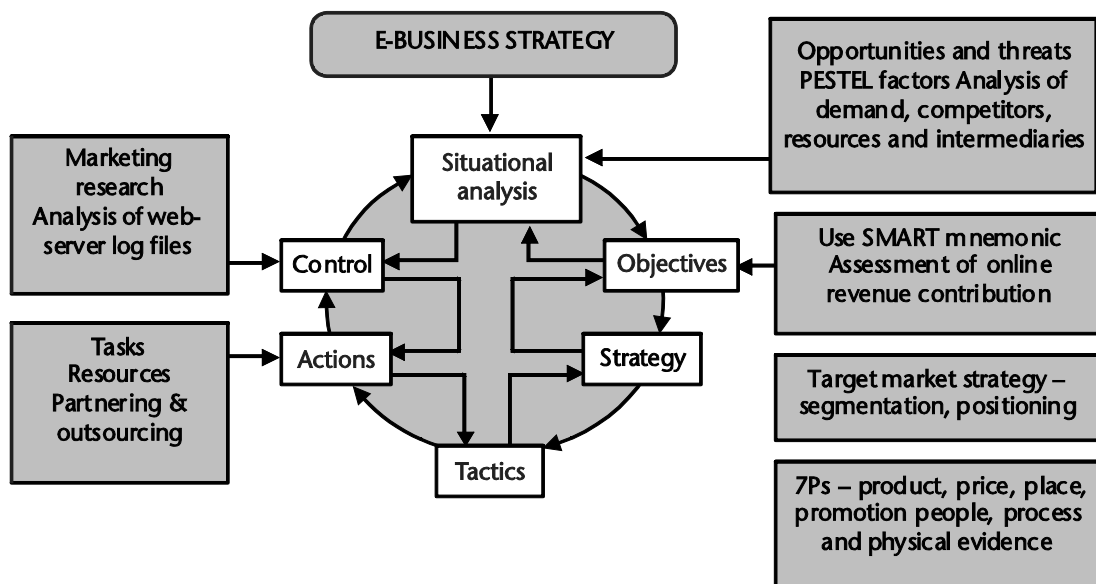 E-BUSINESS STRATEGY
Opportunities and threats
PESTEL factors Analysis of
demand, competitors,
resources and intermediaries
Marketing
research
Analysis of web-
server log files
Situational
analysis
Control
Objectives
Use SMART mnemonic
Assessment of online
revenue contribution
Tasks
Resources
Partnering &
outsourcing
Actions
Strategy
Target market strategy –
segmentation, positioning
Tactics
7Ps – product, price, place,
promotion people, process
and physical evidence